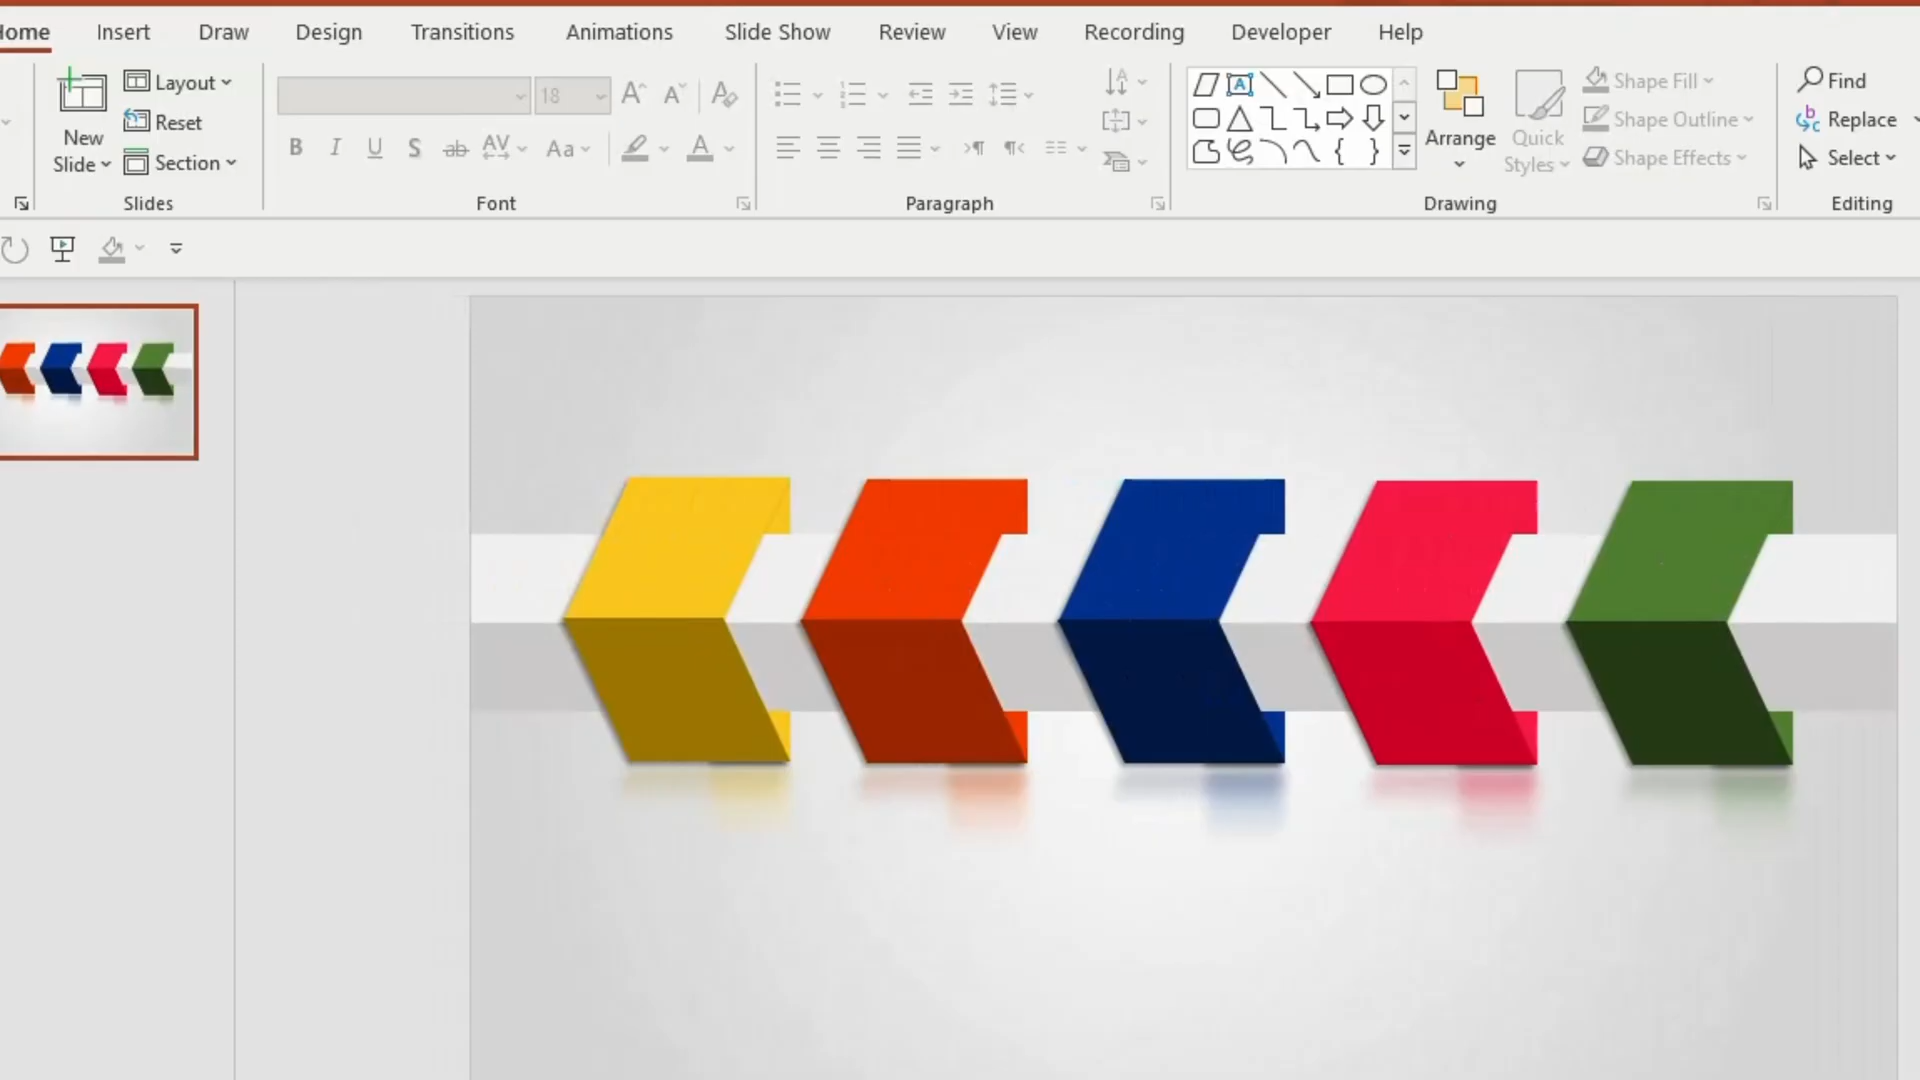 Home Insert Draw Design Transitions Animations Slide Show Review View Recording Developer Help
New Slide
Layout
Reset
Section
Slides
18
B I U S ab AV Aa A
Font
Paragraph
Arrange
Quick Styles
Shape Fill
Shape Outline
Shape Effects
Drawing
Find
Replace
Select
Editing